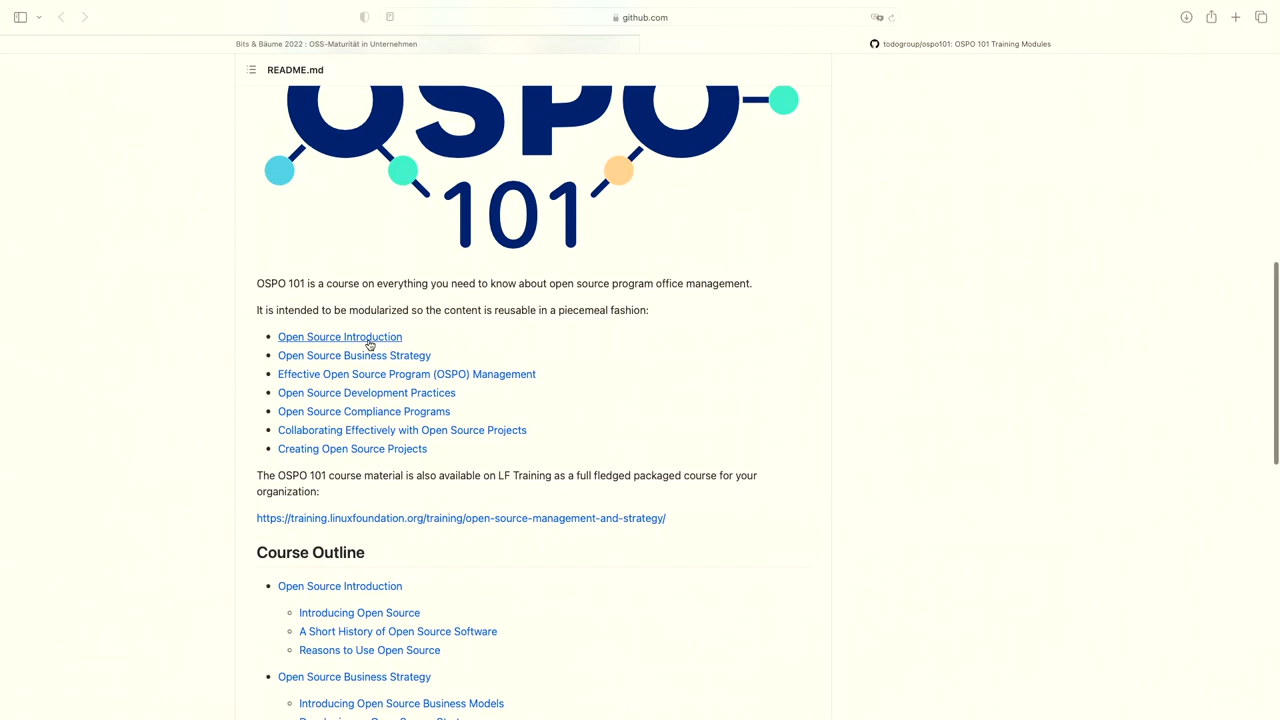 github.com
Bits & Bäume 2022 : OSS-Maturität in Unternehmen
todogroup/ospo101: OSPO 101 Training Modules
README.md
OSPO
101
OSPO 101 is a course on everything you need to know about open source program office management.
It is intended to be modularized so the content is reusable in a piecemeal fashion:
Open Source Introduction
Open Source Business Strategy
Effective Open Source Program (OSPO) Management
Open Source Development Practices
Open Source Compliance Programs
Collaborating Effectively with Open Source Projects
Creating Open Source Projects
The OSPO 101 course material is also available on LF Training as a full fledged packaged course for your
organization:
https://training.linuxfoundation.org/training/open-source-management-and-strategy/
Course Outline
Open Source Introduction
Introducing Open Source
A Short History of Open Source Software
Reasons to Use Open Source
Open Source Business Strategy
Introducing Open Source Business Models